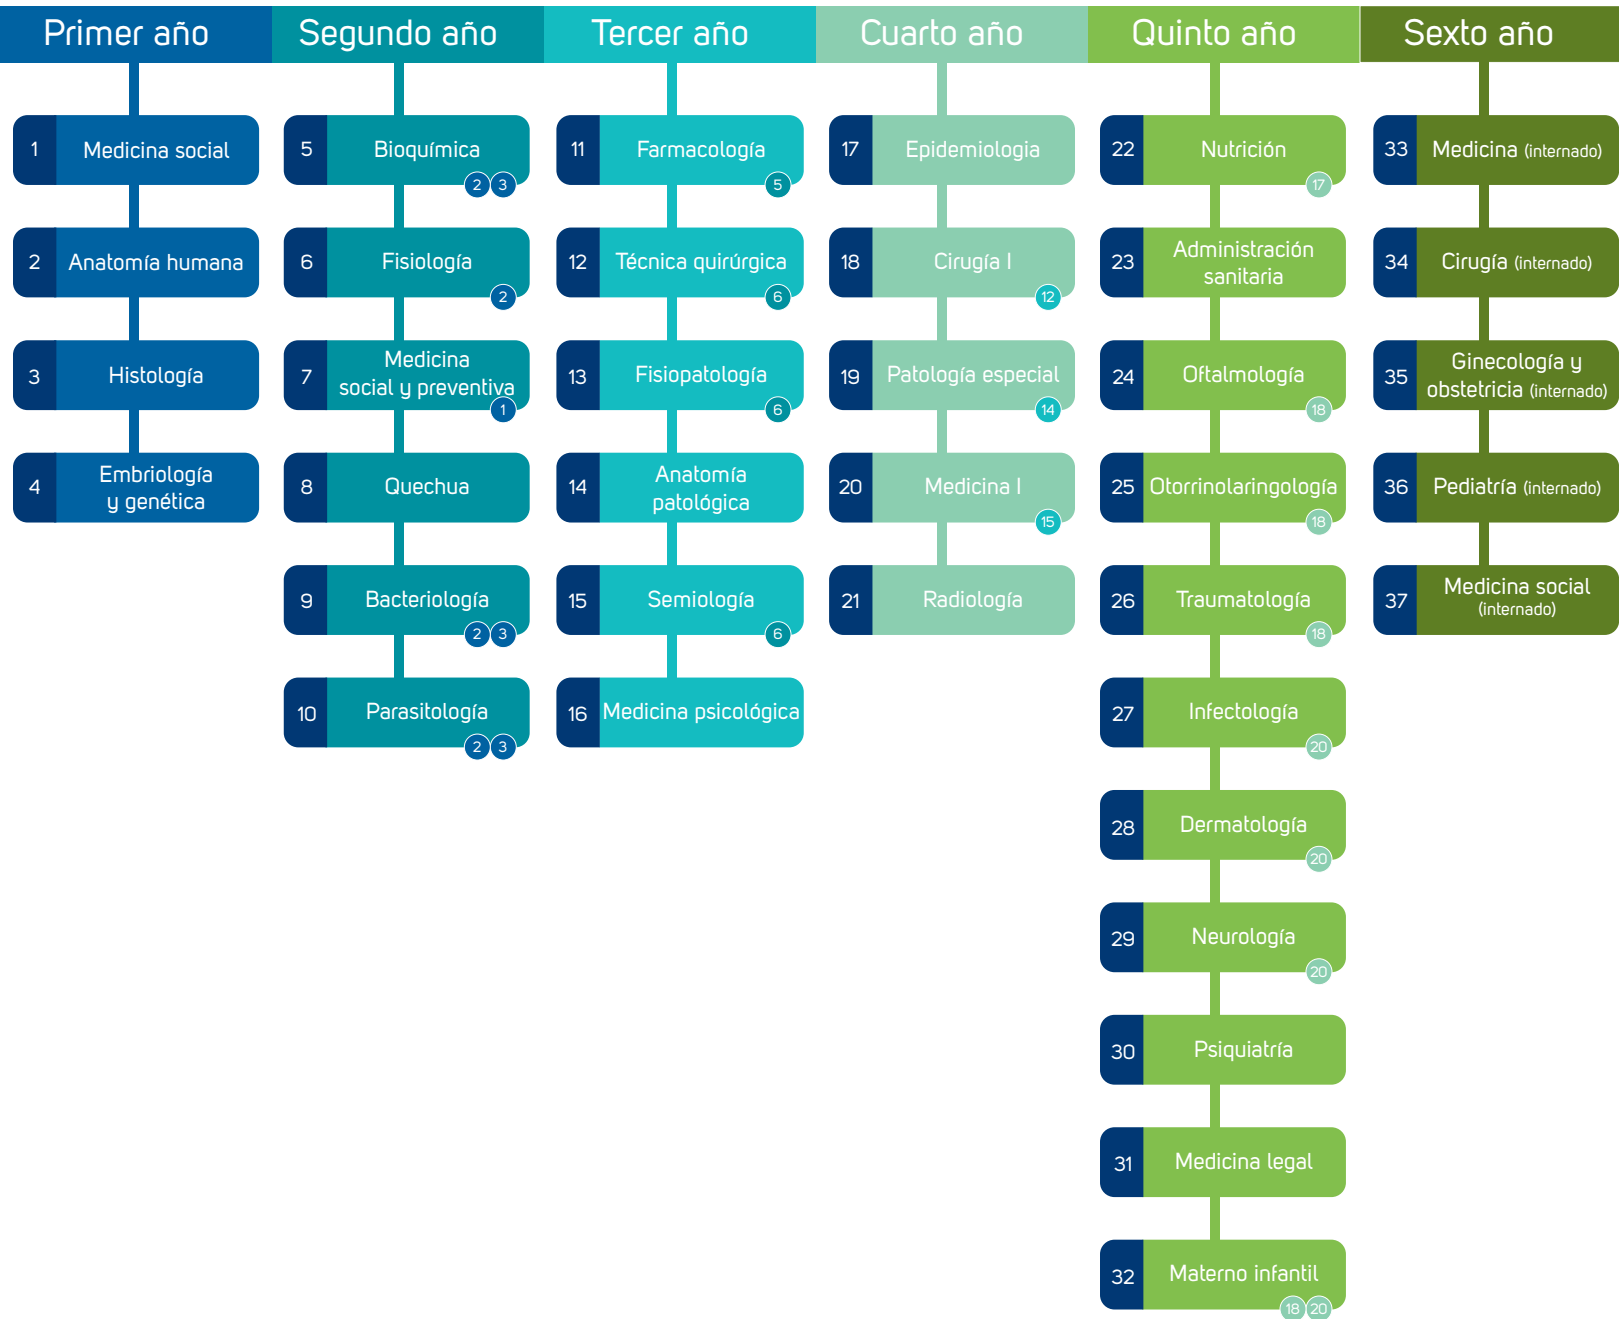 Primer año
1
Medicina social
2
Anatomía humana
3
Histología
4
Embriología
y genética
Segundo año
5
Bioquímica
2 3
6
Fisiología
2
7
Medicina
social y preventiva
1
8
Quechua
9
Bacteriología
2 3
10
Parasitología
2 3
Tercer año
11
Farmacología
5
12
Técnica quirúrgica
6
13
Fisiopatología
6
14
Anatomía
patológica
15
Semiología
6
16
Medicina psicológica
Cuarto año
17
Epidemiologia
18
Cirugía I
12
19
Patología especial
14
20
Medicina I
15
21
Radiología
Quinto año
22
Nutrición
17
23
Administración
sanitaria
24
Oftalmología
18
25
Otorrinolaringología
18
26
Traumatología
18
27
Infectología
20
28
Dermatología
20
29
Neurología
20
30
Psiquiatría
31
Medicina legal
32
Materno infantil
18 20
Sexto año
33
Medicina (internado)
34
Cirugía (internado)
35
Ginecología y
obstetricia (internado)
36
Pediatría (internado)
37
Medicina social
(internado)